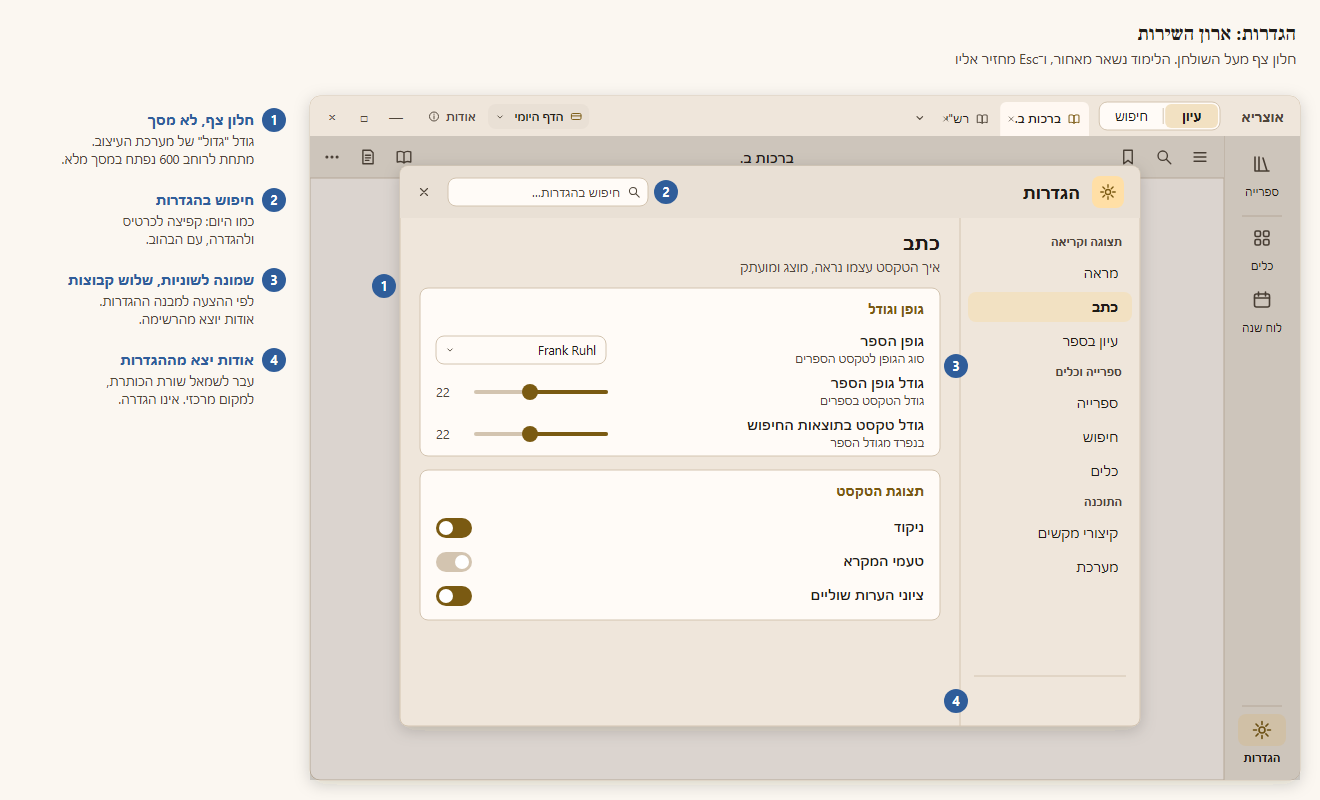 הגדרות: ארון השירות
חלון צף מעל השולחן. הלימוד נשאר מאחור, ו־Esc מחזיר אליו
אוצריא
עיון
חיפוש
ברכות ב.
רש"י
הדף היומי
אודות
ספרייה
כלים
לוח שנה
הגדרות
ברכות ב.
הגדרות
2
חיפוש בהגדרות...
תצוגה וקריאה
מראה
כתב
עיון בספר
ספרייה וכלים
ספרייה
חיפוש
כלים
התוכנה
קיצורי מקשים
מערכת
3
4
כתב
איך הטקסט עצמו נראה, מוצג ומועתק
גופן וגודל
גופן הספר
סוג הגופן לטקסט הספרים
Frank Ruhl
גודל גופן הספר
גודל הטקסט בספרים
22
גודל טקסט בתוצאות החיפוש
בנפרד מגודל הספר
22
תצוגת הטקסט
ניקוד
טעמי המקרא
ציוני הערות שוליים
1
1
חלון צף, לא מסך
גודל "גדול" של מערכת העיצוב.
מתחת לרוחב 600 נפתח במסך מלא.
2
חיפוש בהגדרות
כמו היום: קפיצה לכרטיס
ולהגדרה, עם הבהוב.
3
שמונה לשוניות, שלוש קבוצות
לפי ההצעה למבנה ההגדרות.
אודות יוצא מהרשימה.
4
אודות יצא מההגדרות
עבר לשמאל שורת הכותרת,
למקום מרכזי. אינו הגדרה.